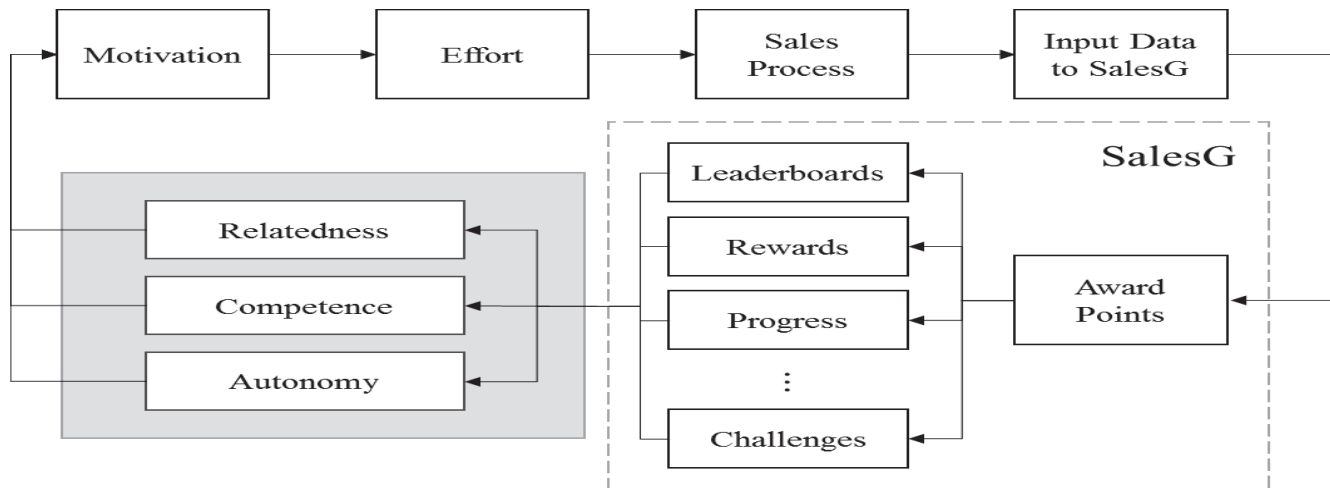 Motivation
Effort
Sales
Process
Input Data
to SalesG
SalesG
Leaderboards
Rewards
Progress
...
Challenges
Award
Points
Relatedness
Competence
Autonomy